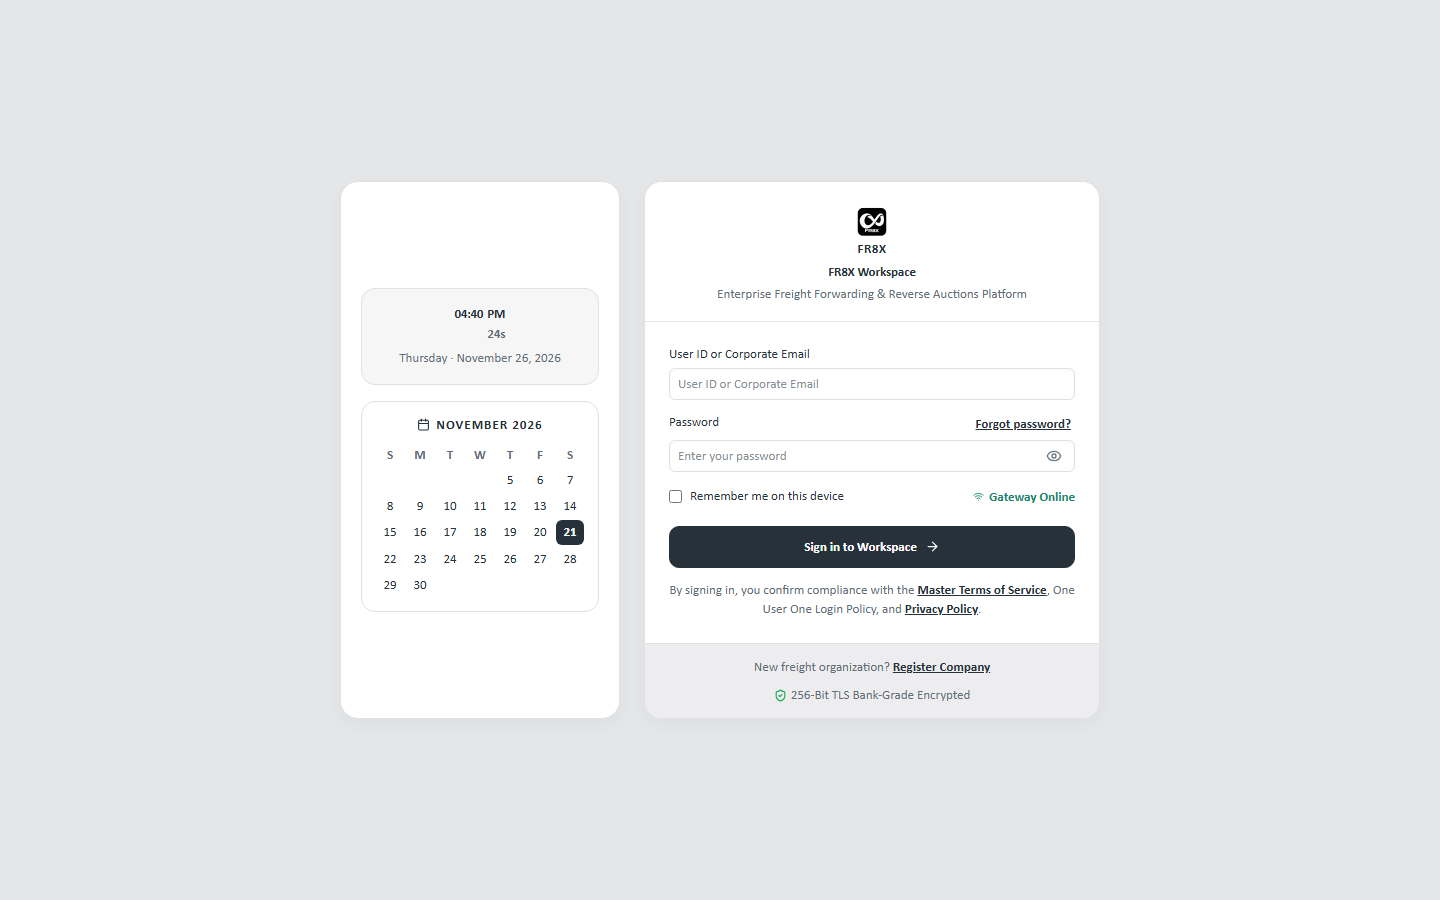 04:40 PM
24s
Thursday · November 26, 2026
NOVEMBER 2026
S M T W T F S
5 6 7
8 9 10 11 12 13 14
15 16 17 18 19 20 21
22 23 24 25 26 27 28
29 30
FR8X
FR8X
FR8X Workspace
Enterprise Freight Forwarding & Reverse Auctions Platform
User ID or Corporate Email
User ID or Corporate Email
Password Forgot password?
Enter your password
Remember me on this device Gateway Online
Sign in to Workspace
By signing in, you confirm compliance with the Master Terms of Service, One
User One Login Policy, and Privacy Policy.
New freight organization? Register Company
256-Bit TLS Bank-Grade Encrypted